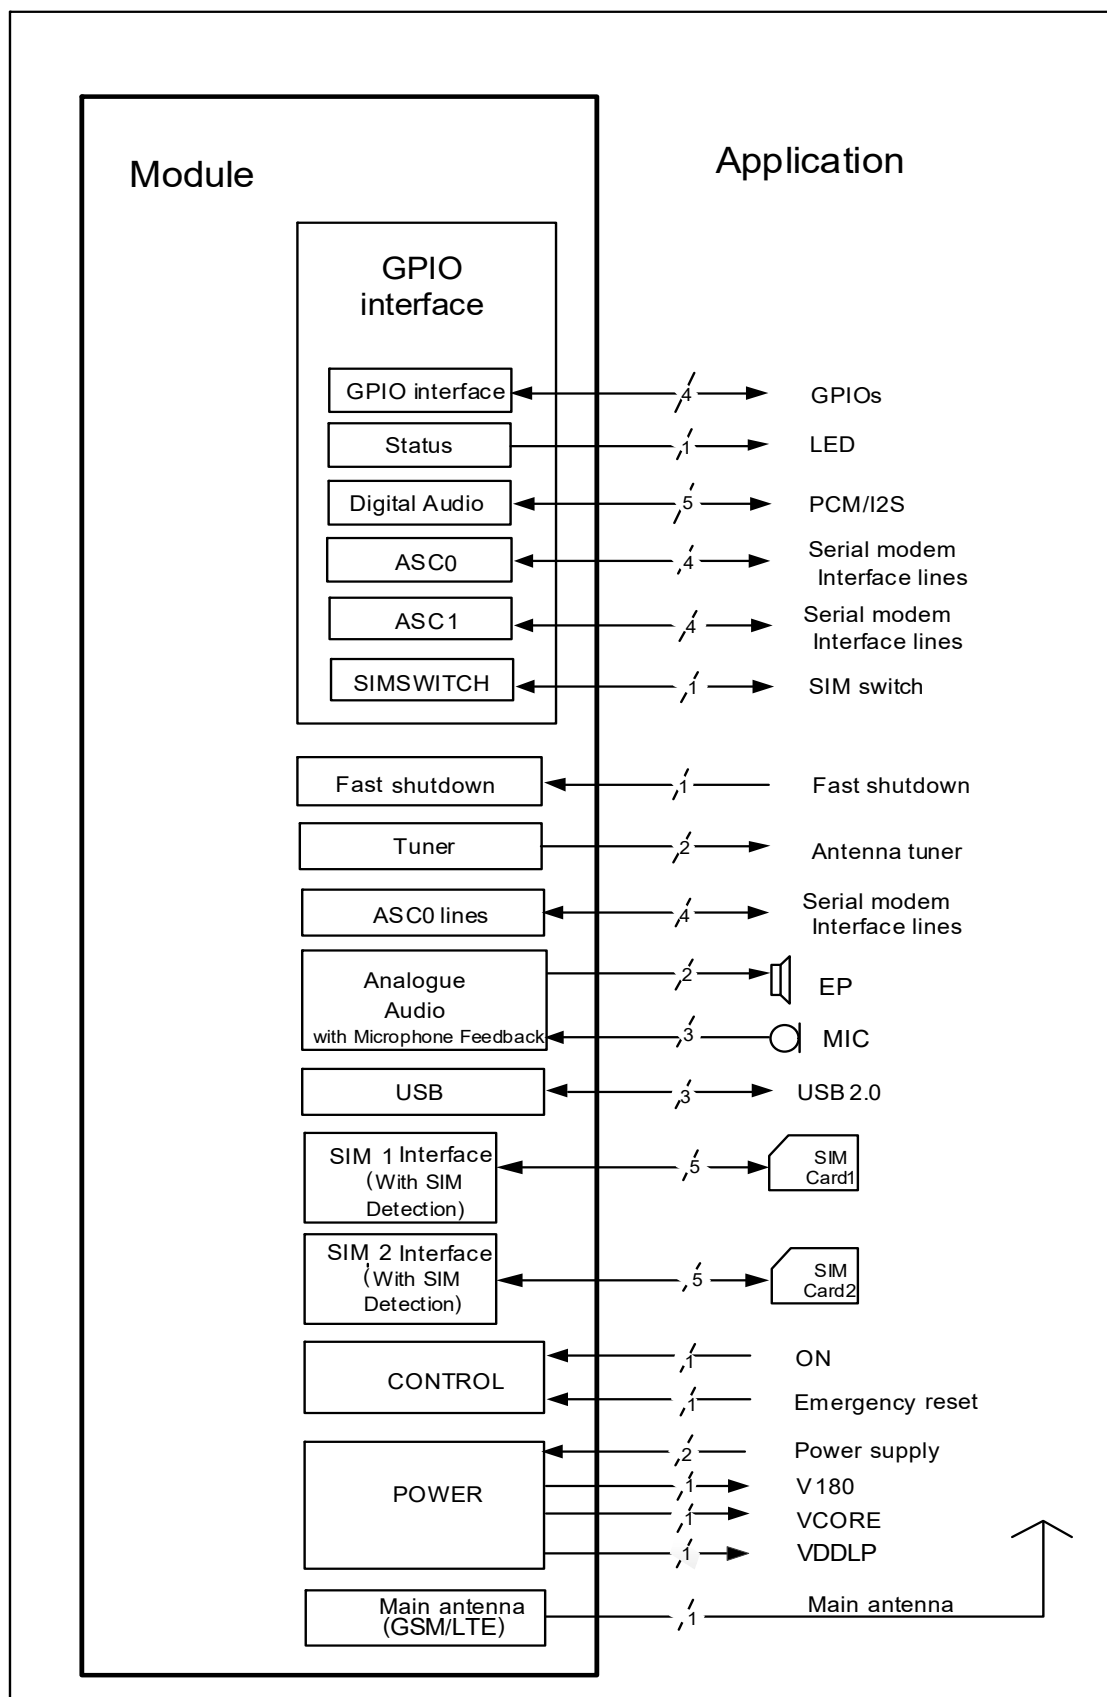 Module
Application
GPIO
interface
GPIO interface
4
GPIOs
Status
1
LED
Digital Audio
5
PCM/I2S
ASC0
4
Serial modem
Interface lines
ASC1
4
Serial modem
Interface lines
SIMSWITCH
1
SIM switch
Fast shutdown
1
Fast shutdown
Tuner
2
Antenna tuner
ASC0 lines
4
Serial modem
Interface lines
Analogue
Audio
with Microphone Feedback
2
EP
3
MIC
USB
3
USB 2.0
SIM 1 Interface
(With SIM
Detection)
5
SIM
Card1
SIM 2 Interface
(With SIM
Detection)
5
SIM
Card2
CONTROL
1
ON
1
Emergency reset
POWER
2
Power supply
1
V180
1
VCORE
1
VDDLP
Main antenna
(GSM/LTE)
1
Main antenna